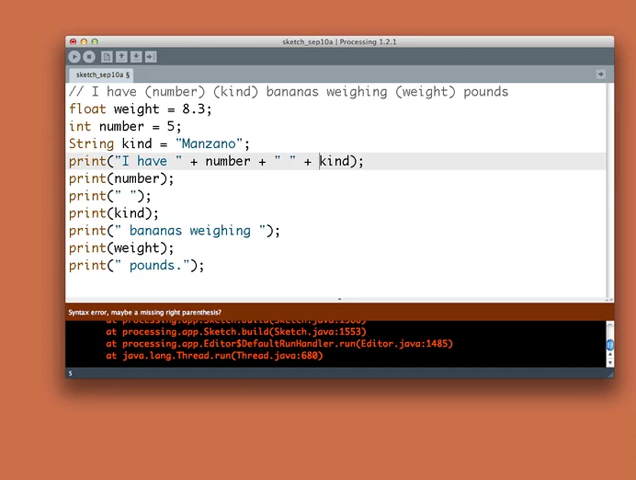 sketch_sep10a | Processing 1.2.1
sketch_sep10a §
// I have (number) (kind) bananas weighing (weight) pounds
float weight = 8.3;
int number = 5;
String kind = "Manzano";
print("I have " + number + " " + kind);
print(number);
print(" ");
print(kind);
print(" bananas weighing ");
print(weight);
print(" pounds.");
Syntax error, maybe a missing right parenthesis?
at processing.app.Sketch.build(Sketch.java:1553)
at processing.app.Editor$DefaultRunHandler.run(Editor.java:1485)
at java.lang.Thread.run(Thread.java:680)
5